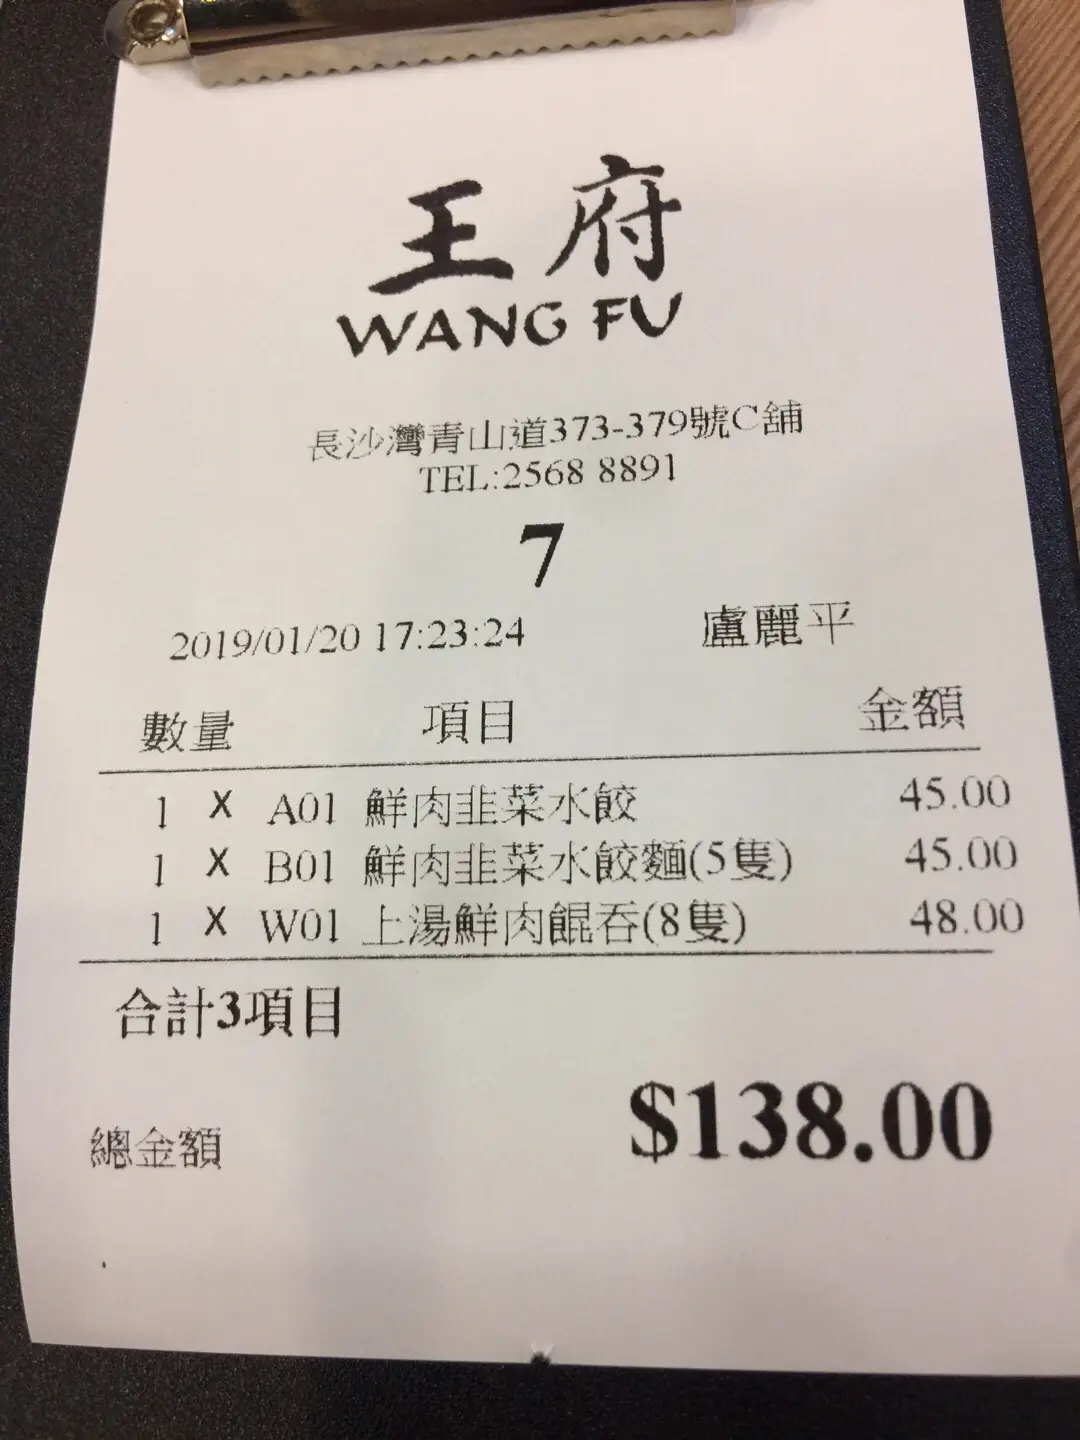 王府
WANG FU
長沙灣青山道373-379號C舖
TEL:2568 8891
7
2019/01/20 17:23:24 盧麗平
數量 項目 金額
1 X A01 鮮肉韭菜水餃 45.00
1 X B01 鮮肉韭菜水餃麵(5隻) 45.00
1 X W01 上湯鮮肉餛吞(8隻) 48.00
合計3項目
總金額 $138.00